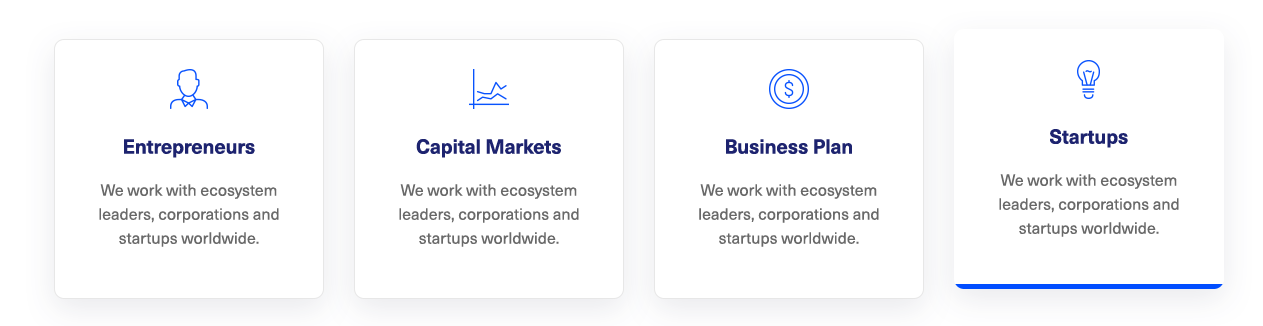 Entrepreneurs
We work with ecosystem
leaders, corporations and
startups worldwide.
Capital Markets
We work with ecosystem
leaders, corporations and
startups worldwide.
$
Business Plan
We work with ecosystem
leaders, corporations and
startups worldwide.
Startups
We work with ecosystem
leaders, corporations and
startups worldwide.